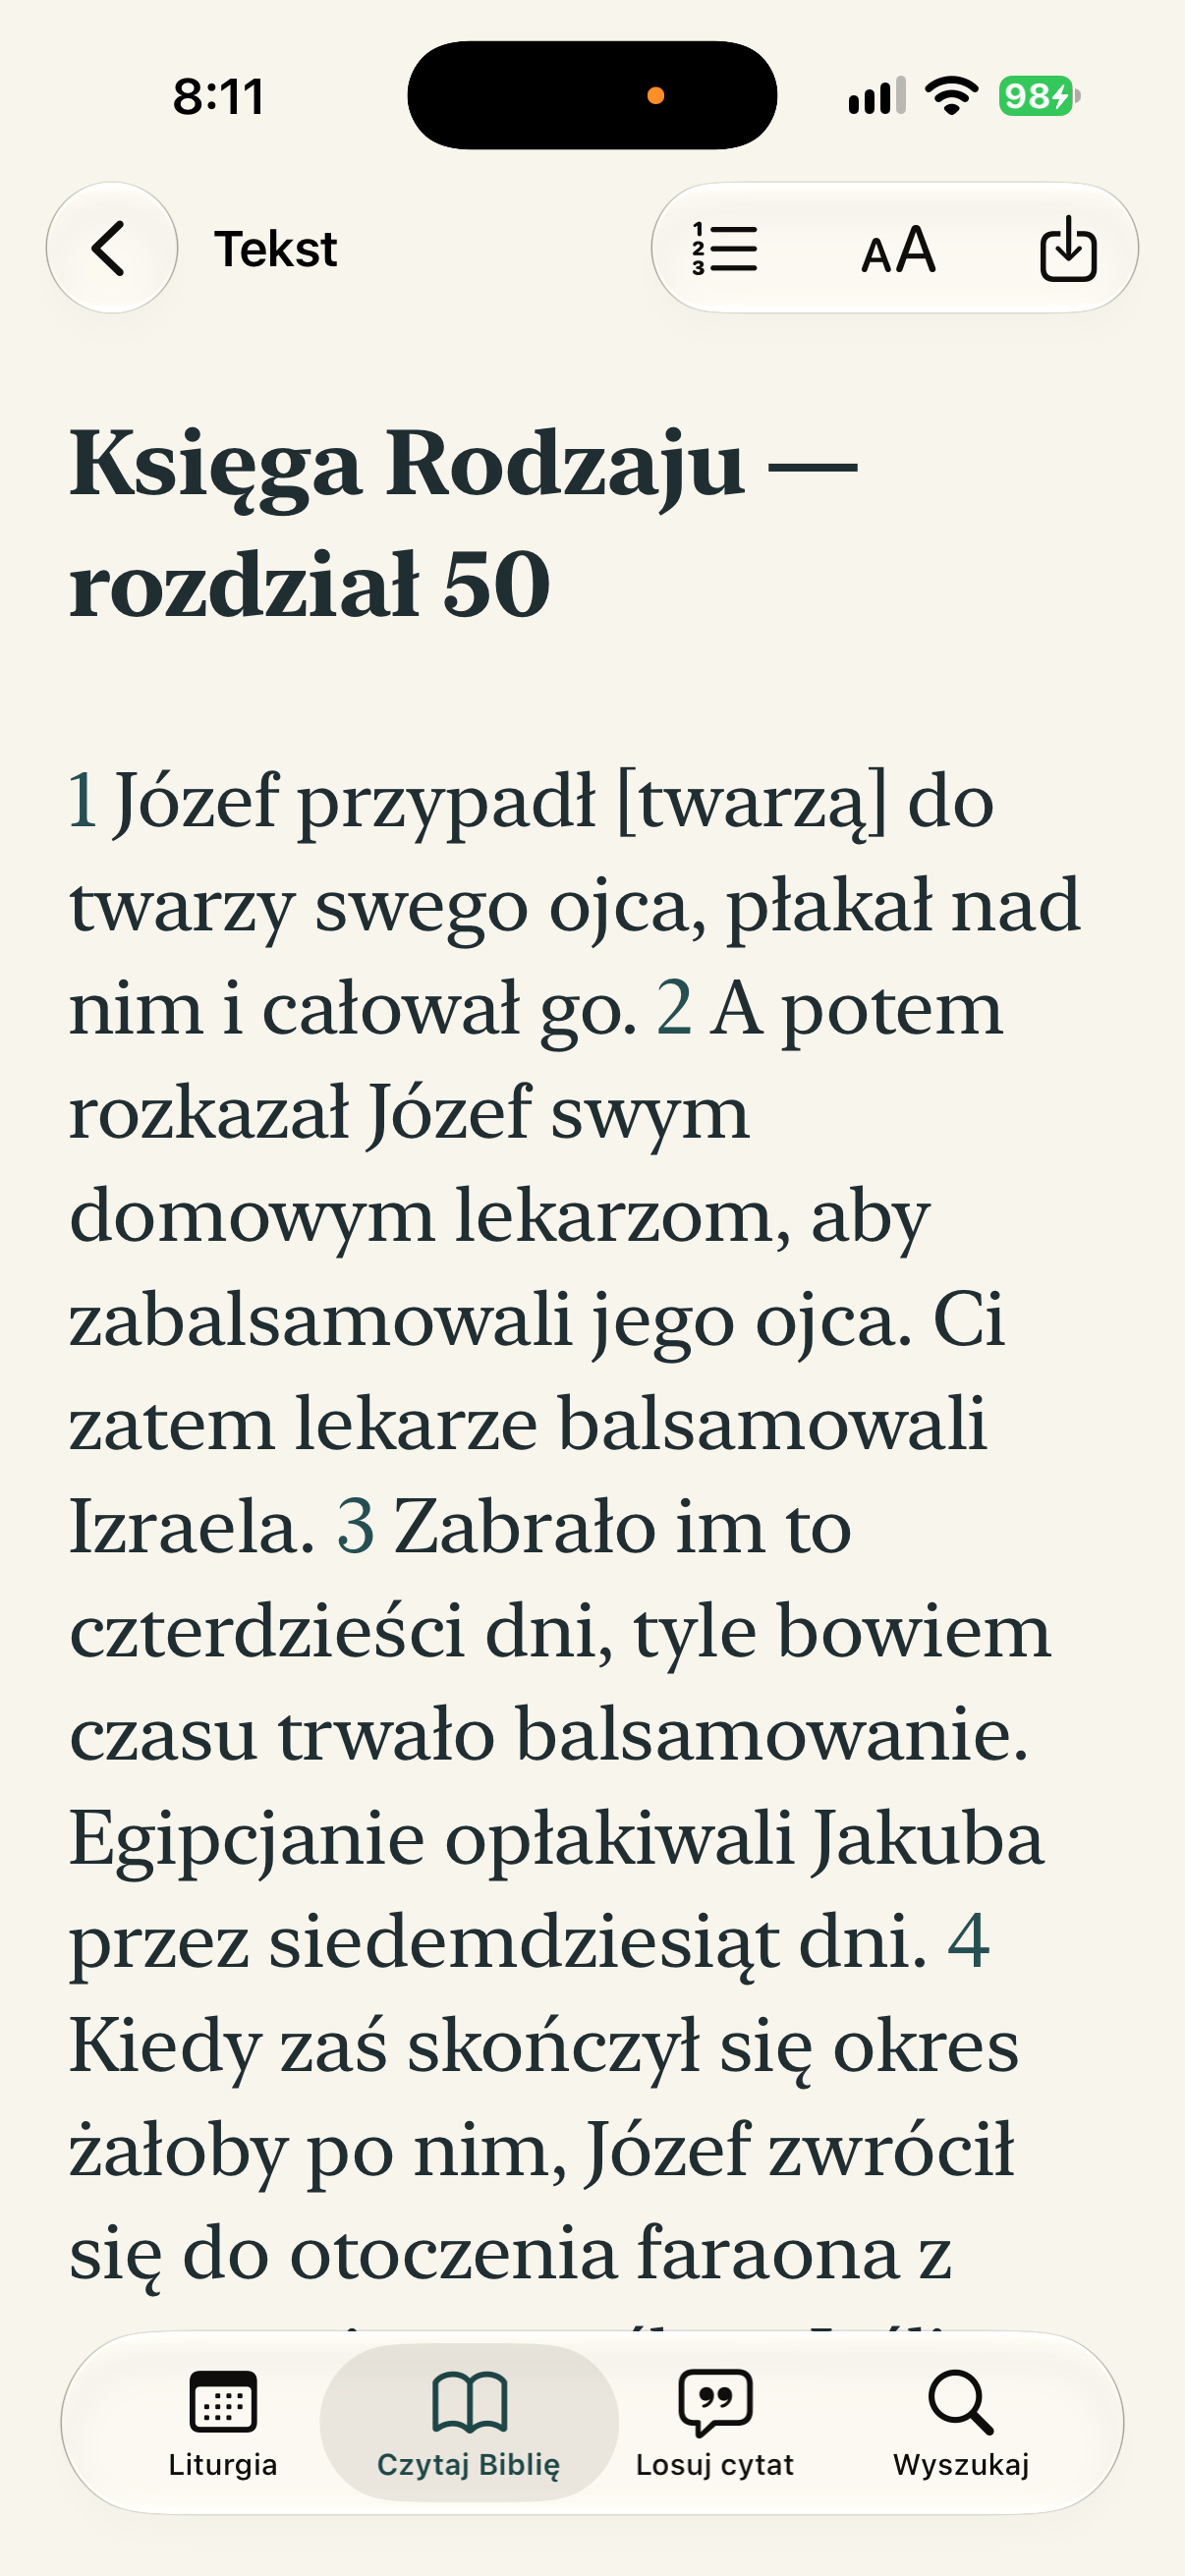 8:11
98
Tekst
1
2
3
AA
Księga Rodzaju —
rozdział 50
1 Józef przypadł [twarzą] do
twarzy swego ojca, płakał nad
nim i całował go. 2 A potem
rozkazał Józef swym
domowym lekarzom, aby
zabalsamowali jego ojca. Ci
zatem lekarze balsamowali
Izraela. 3 Zabrało im to
czterdzieści dni, tyle bowiem
czasu trwało balsamowanie.
Egipcjanie opłakiwali Jakuba
przez siedemdziesiąt dni. 4
Kiedy zaś skończył się okres
żałoby po nim, Józef zwrócił
się do otoczenia faraona z
Liturgia
Czytaj Biblię
Losuj cytat
Wyszukaj